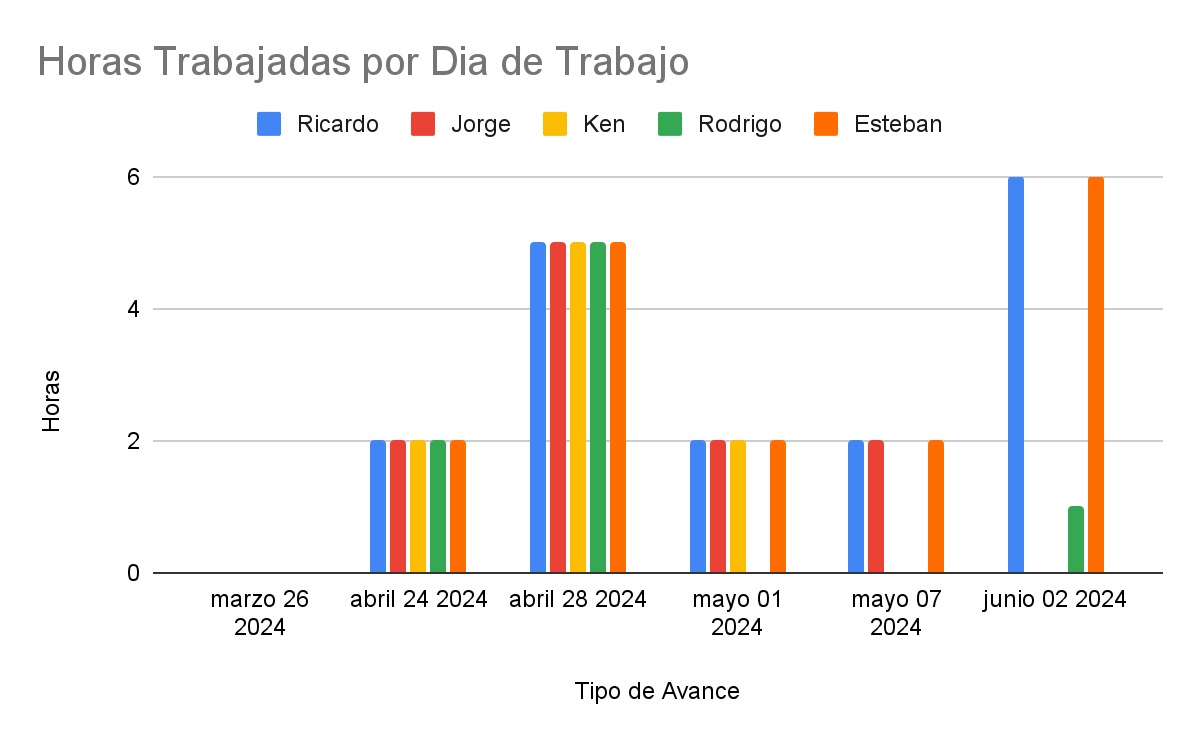 Horas Trabajadas por Dia de Trabajo
Ricardo Jorge Ken Rodrigo Esteban
6
4
2
0
Horas
marzo 26 2024
abril 24 2024
abril 28 2024
mayo 01 2024
mayo 07 2024
junio 02 2024
Tipo de Avance